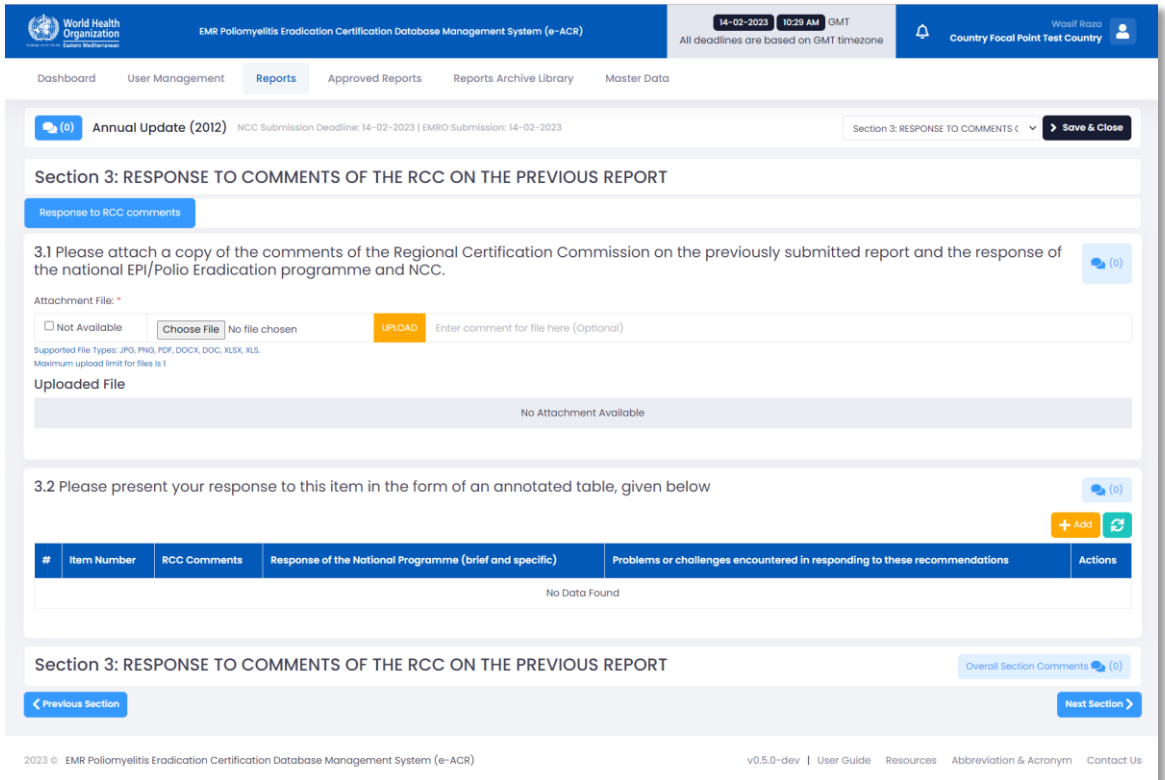 World Health
Organization
Eastern Mediterranean
EMR Poliomyelitis Eradication Certification Database Management System (e-ACR)
14-02-2023 10:29 AM GMT
All deadlines are based on GMT timezone
Wasif Raza
Country Focal Point Test Country
Dashboard User Management Reports Approved Reports Reports Archive Library Master Data
(0) Annual Update (2012) NCC Submission Deadline: 14-02-2023 | EMRO Submission: 14-02-2023
Section 3: RESPONSE TO COMMENTS ( Save & Close
Section 3: RESPONSE TO COMMENTS OF THE RCC ON THE PREVIOUS REPORT
Response to RCC comments
3.1 Please attach a copy of the comments of the Regional Certification Commission on the previously submitted report and the response of
the national EPI/Polio Eradication programme and NCC.
(0)
Attachment File: *
Not Available Choose File No file chosen UPLOAD Enter comment for file here (Optional)
Supported File Types: JPG, PNG, PDF, DOCX, DOC, XLSX, XLS.
Maximum upload limit for files is 1
Uploaded File
No Attachment Available
3.2 Please present your response to this item in the form of an annotated table, given below
(0)
+ Add
# Item Number RCC Comments Response of the National Programme (brief and specific) Problems or challenges encountered in responding to these recommendations Actions
No Data Found
Section 3: RESPONSE TO COMMENTS OF THE RCC ON THE PREVIOUS REPORT
Overall Section Comments (0)
Previous Section Next Section
2023 © EMR Poliomyelitis Eradication Certification Database Management System (e-ACR) v0.5.0-dev | User Guide Resources Abbreviation & Acronym Contact Us